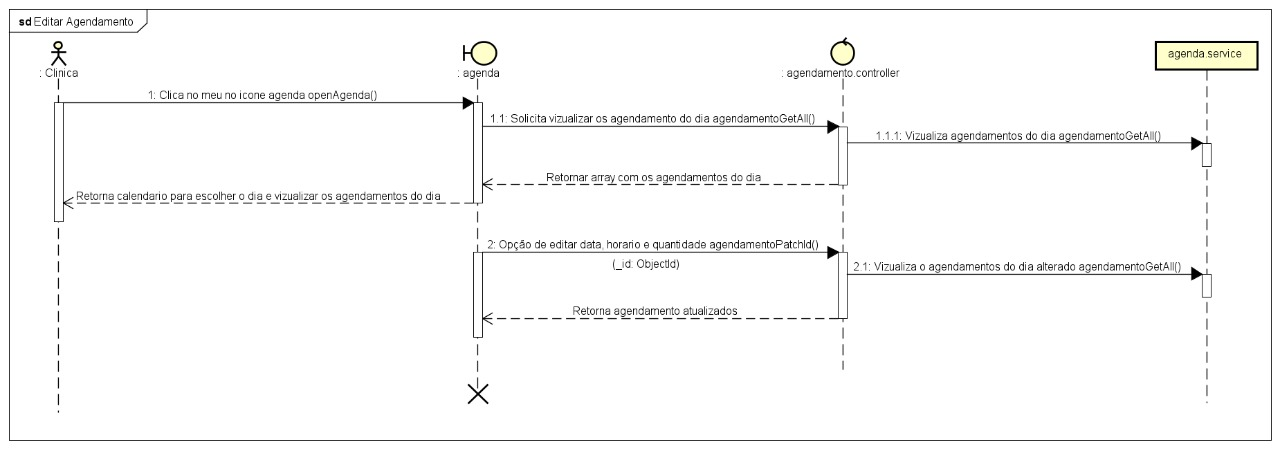 sd Editar Agendamento
: Clinica
: agenda
: agendamento.controller
agenda.service
1: Clica no meu no icone agenda openAgenda()
1.1: Solicita vizualizar os agendamento do dia agendamentoGetAll()
1.1.1: Vizualiza agendamentos do dia agendamentoGetAll()
Retornar array com os agendamentos do dia
Retorna calendario para escolher o dia e vizualizar os agendamentos do dia
2: Opção de editar data, horario e quantidade agendamentoPatchId()
(_id: ObjectId)
2.1: Vizualiza o agendamentos do dia alterado agendamentoGetAll()
Retorna agendamento atualizados